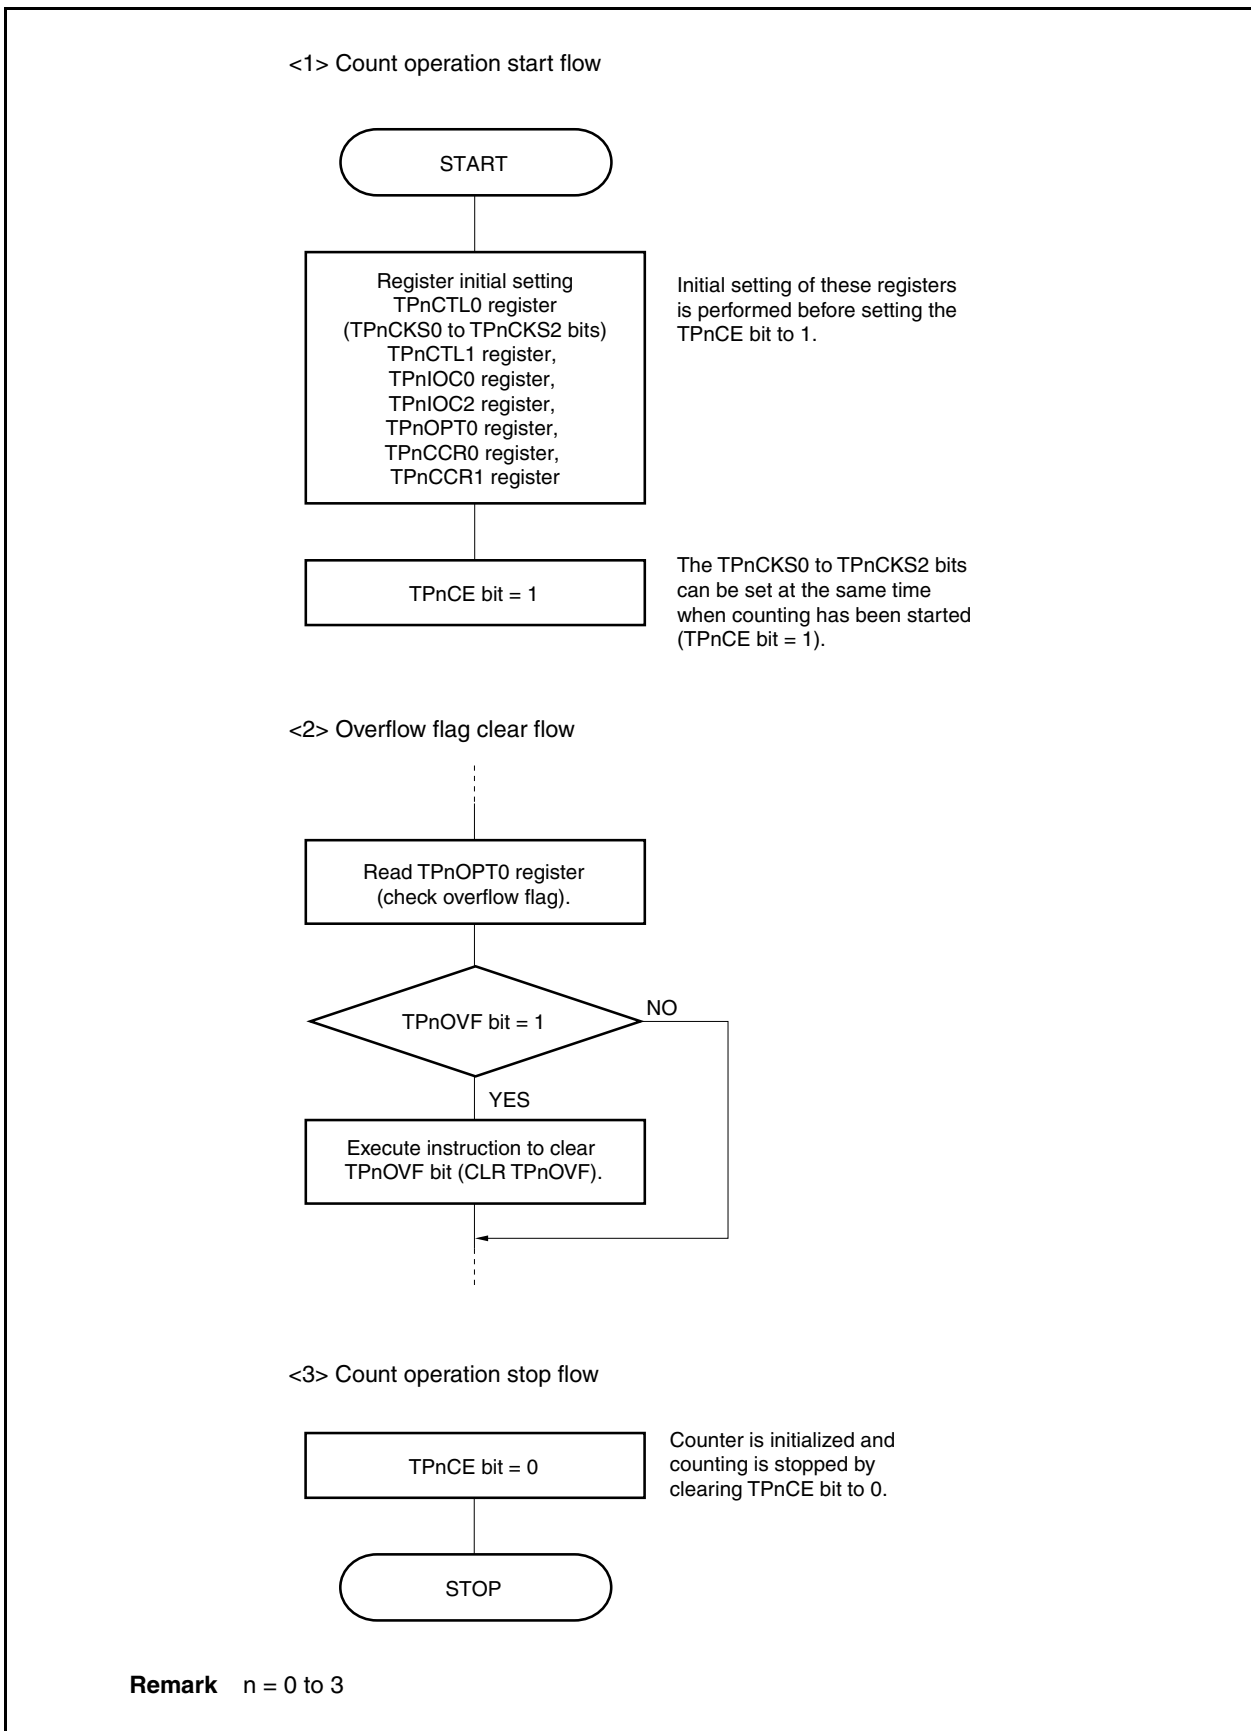 <1> Count operation start flow
START
Register initial setting
TPnCTL0 register
(TPnCKS0 to TPnCKS2 bits)
TPnCTL1 register,
TPnIOC0 register,
TPnIOC2 register,
TPnOPT0 register,
TPnCCR0 register,
TPnCCR1 register
Initial setting of these registers
is performed before setting the
TPnCE bit to 1.
TPnCE bit = 1
The TPnCKS0 to TPnCKS2 bits
can be set at the same time
when counting has been started
(TPnCE bit = 1).
<2> Overflow flag clear flow
Read TPnOPT0 register
(check overflow flag).
TPnOVF bit = 1
NO
YES
Execute instruction to clear
TPnOVF bit (CLR TPnOVF).
<3> Count operation stop flow
TPnCE bit = 0
Counter is initialized and
counting is stopped by
clearing TPnCE bit to 0.
STOP
Remark n = 0 to 3